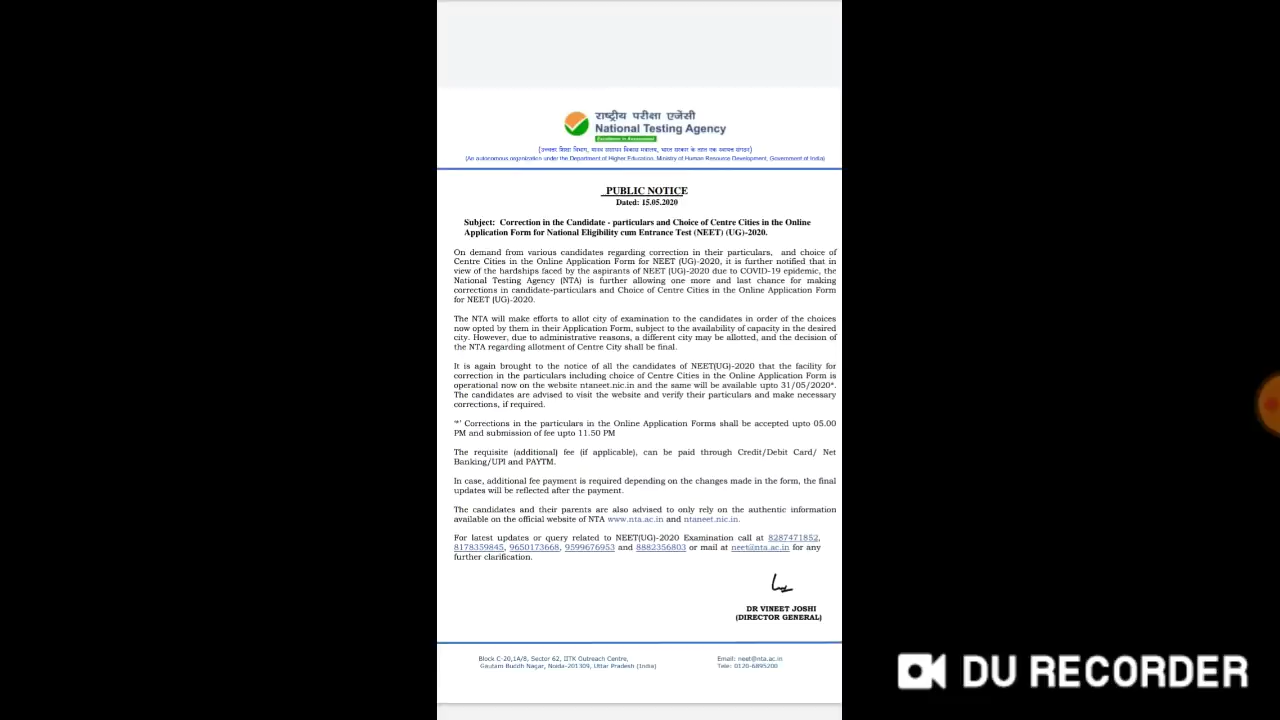 राष्ट्रीय परीक्षा एजेंसी
National Testing Agency
Excellence in Assessment
(उच्चतर शिक्षा विभाग, मानव संसाधन विकास मंत्रालय, भारत सरकार के तहत एक स्वायत्त संगठन)
(An autonomous organization under the Department of Higher Education, Ministry of Human Resource Development, Government of India)
PUBLIC NOTICE
Dated: 15.05.2020
Subject: Correction in the Candidate - particulars and Choice of Centre Cities in the Online
Application Form for National Eligibility cum Entrance Test (NEET) (UG)-2020.
On demand from various candidates regarding correction in their particulars, and choice of
Centre Cities in the Online Application Form for NEET (UG)-2020, it is further notified that in
view of the hardships faced by the aspirants of NEET (UG)-2020 due to COVID-19 epidemic, the
National Testing Agency (NTA) is further allowing one more and last chance for making
corrections in candidate-particulars and Choice of Centre Cities in the Online Application Form
for NEET (UG)-2020.
The NTA will make efforts to allot city of examination to the candidates in order of the choices
now opted by them in their Application Form, subject to the availability of capacity in the desired
city. However, due to administrative reasons, a different city may be allotted, and the decision of
the NTA regarding allotment of Centre City shall be final.
It is again brought to the notice of all the candidates of NEET(UG)-2020 that the facility for
correction in the particulars including choice of Centre Cities in the Online Application Form is
operational now on the website ntaneet.nic.in and the same will be available upto 31/05/2020*.
The candidates are advised to visit the website and verify their particulars and make necessary
corrections, if required.
'*' Corrections in the particulars in the Online Application Forms shall be accepted upto 05.00
PM and submission of fee upto 11.50 PM
The requisite (additional) fee (if applicable), can be paid through Credit/Debit Card/ Net
Banking/UPI and PAYTM.
In case, additional fee payment is required depending on the changes made in the form, the final
updates will be reflected after the payment.
The candidates and their parents are also advised to only rely on the authentic information
available on the official website of NTA www.nta.ac.in and ntaneet.nic.in.
For latest updates or query related to NEET(UG)-2020 Examination call at 8287471852,
8178359845, 9650173668, 9599676953 and 8882356803 or mail at neet@nta.ac.in for any
further clarification.
DR VINEET JOSHI
(DIRECTOR GENERAL)
Block C-20,1A/8, Sector 62, IITK Outreach Centre,
Gautam Buddh Nagar, Noida-201309, Uttar Pradesh (India)
Email: neet@nta.ac.in
Tele: 0120-6895200
DU RECORDER